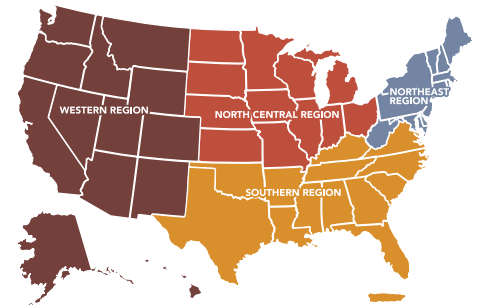 WESTERN REGION
NORTH CENTRAL REGION
NORTHEAST
REGION
SOUTHERN REGION